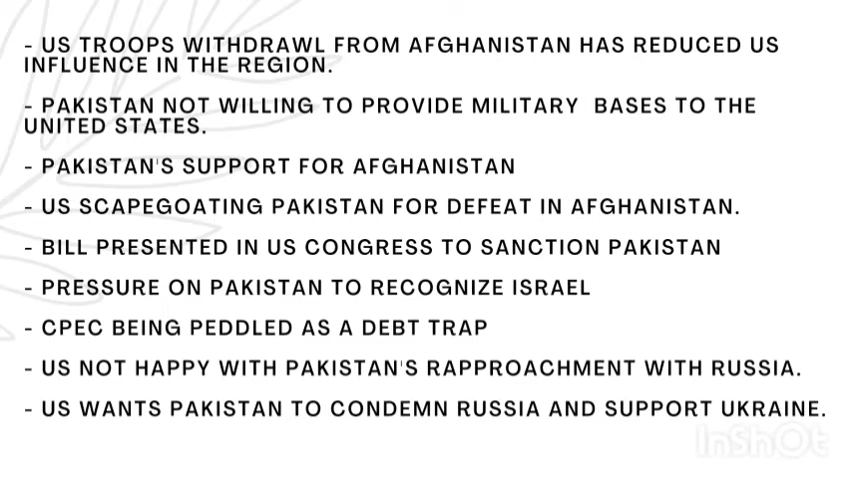 - US TROOPS WITHDRAWL FROM AFGHANISTAN HAS REDUCED US
INFLUENCE IN THE REGION.
- PAKISTAN NOT WILLING TO PROVIDE MILITARY BASES TO THE
UNITED STATES.
- PAKISTAN'S SUPPORT FOR AFGHANISTAN
- US SCAPEGOATING PAKISTAN FOR DEFEAT IN AFGHANISTAN.
- BILL PRESENTED IN US CONGRESS TO SANCTION PAKISTAN
- PRESSURE ON PAKISTAN TO RECOGNIZE ISRAEL
- CPEC BEING PEDDLED AS A DEBT TRAP
- US NOT HAPPY WITH PAKISTAN'S RAPPROACHMENT WITH RUSSIA.
- US WANTS PAKISTAN TO CONDEMN RUSSIA AND SUPPORT UKRAINE.
InShOt